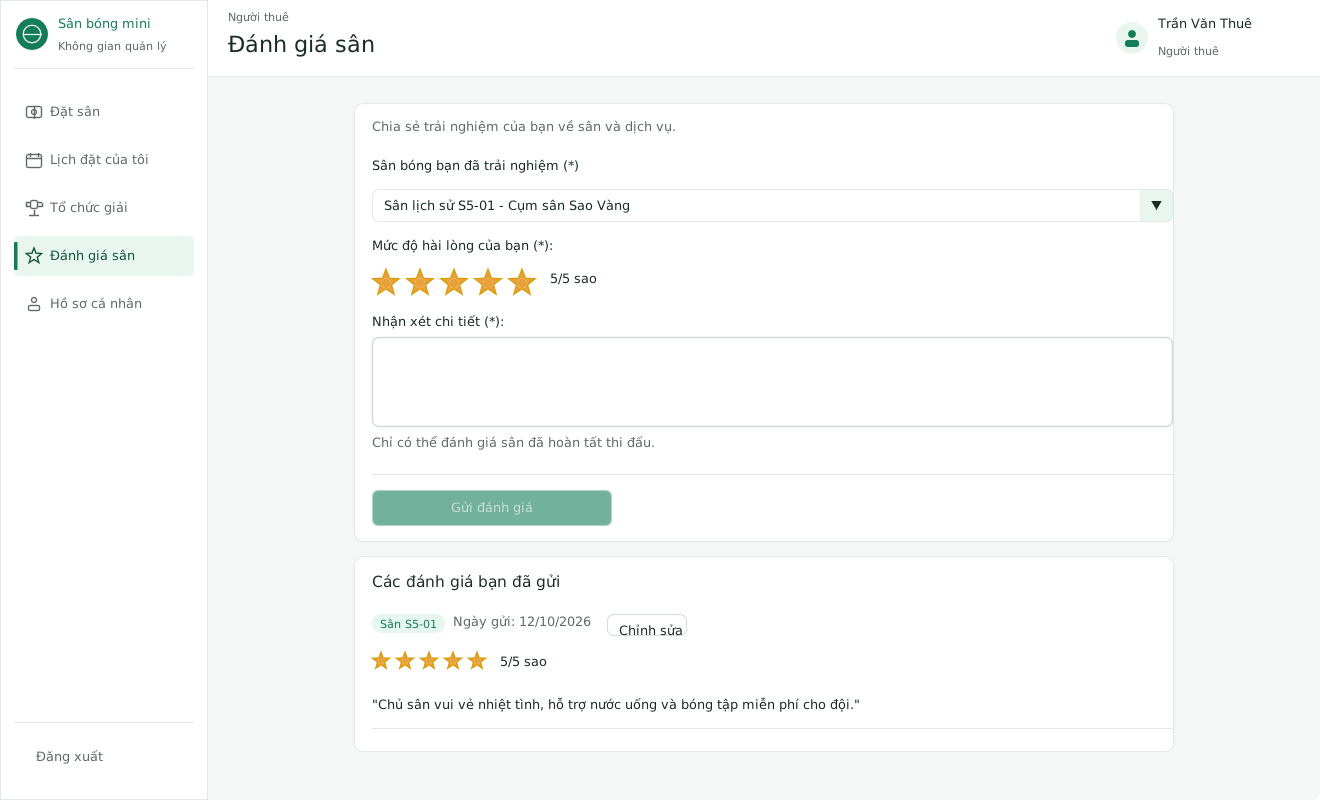 Sân bóng mini
Không gian quản lý
Đặt sân
Lịch đặt của tôi
Tổ chức giải
Đánh giá sân
Hồ sơ cá nhân
Đăng xuất
Người thuê
Đánh giá sân
Trần Văn Thuê
Người thuê
Chia sẻ trải nghiệm của bạn về sân và dịch vụ.
Sân bóng bạn đã trải nghiệm (*)
Sân lịch sử S5-01 - Cụm sân Sao Vàng
Mức độ hài lòng của bạn (*):
5/5 sao
Nhận xét chi tiết (*):
Chỉ có thể đánh giá sân đã hoàn tất thi đấu.
Gửi đánh giá
Các đánh giá bạn đã gửi
Sân S5-01 Ngày gửi: 12/10/2026 Chỉnh sửa
5/5 sao
"Chủ sân vui vẻ nhiệt tình, hỗ trợ nước uống và bóng tập miễn phí cho đội."